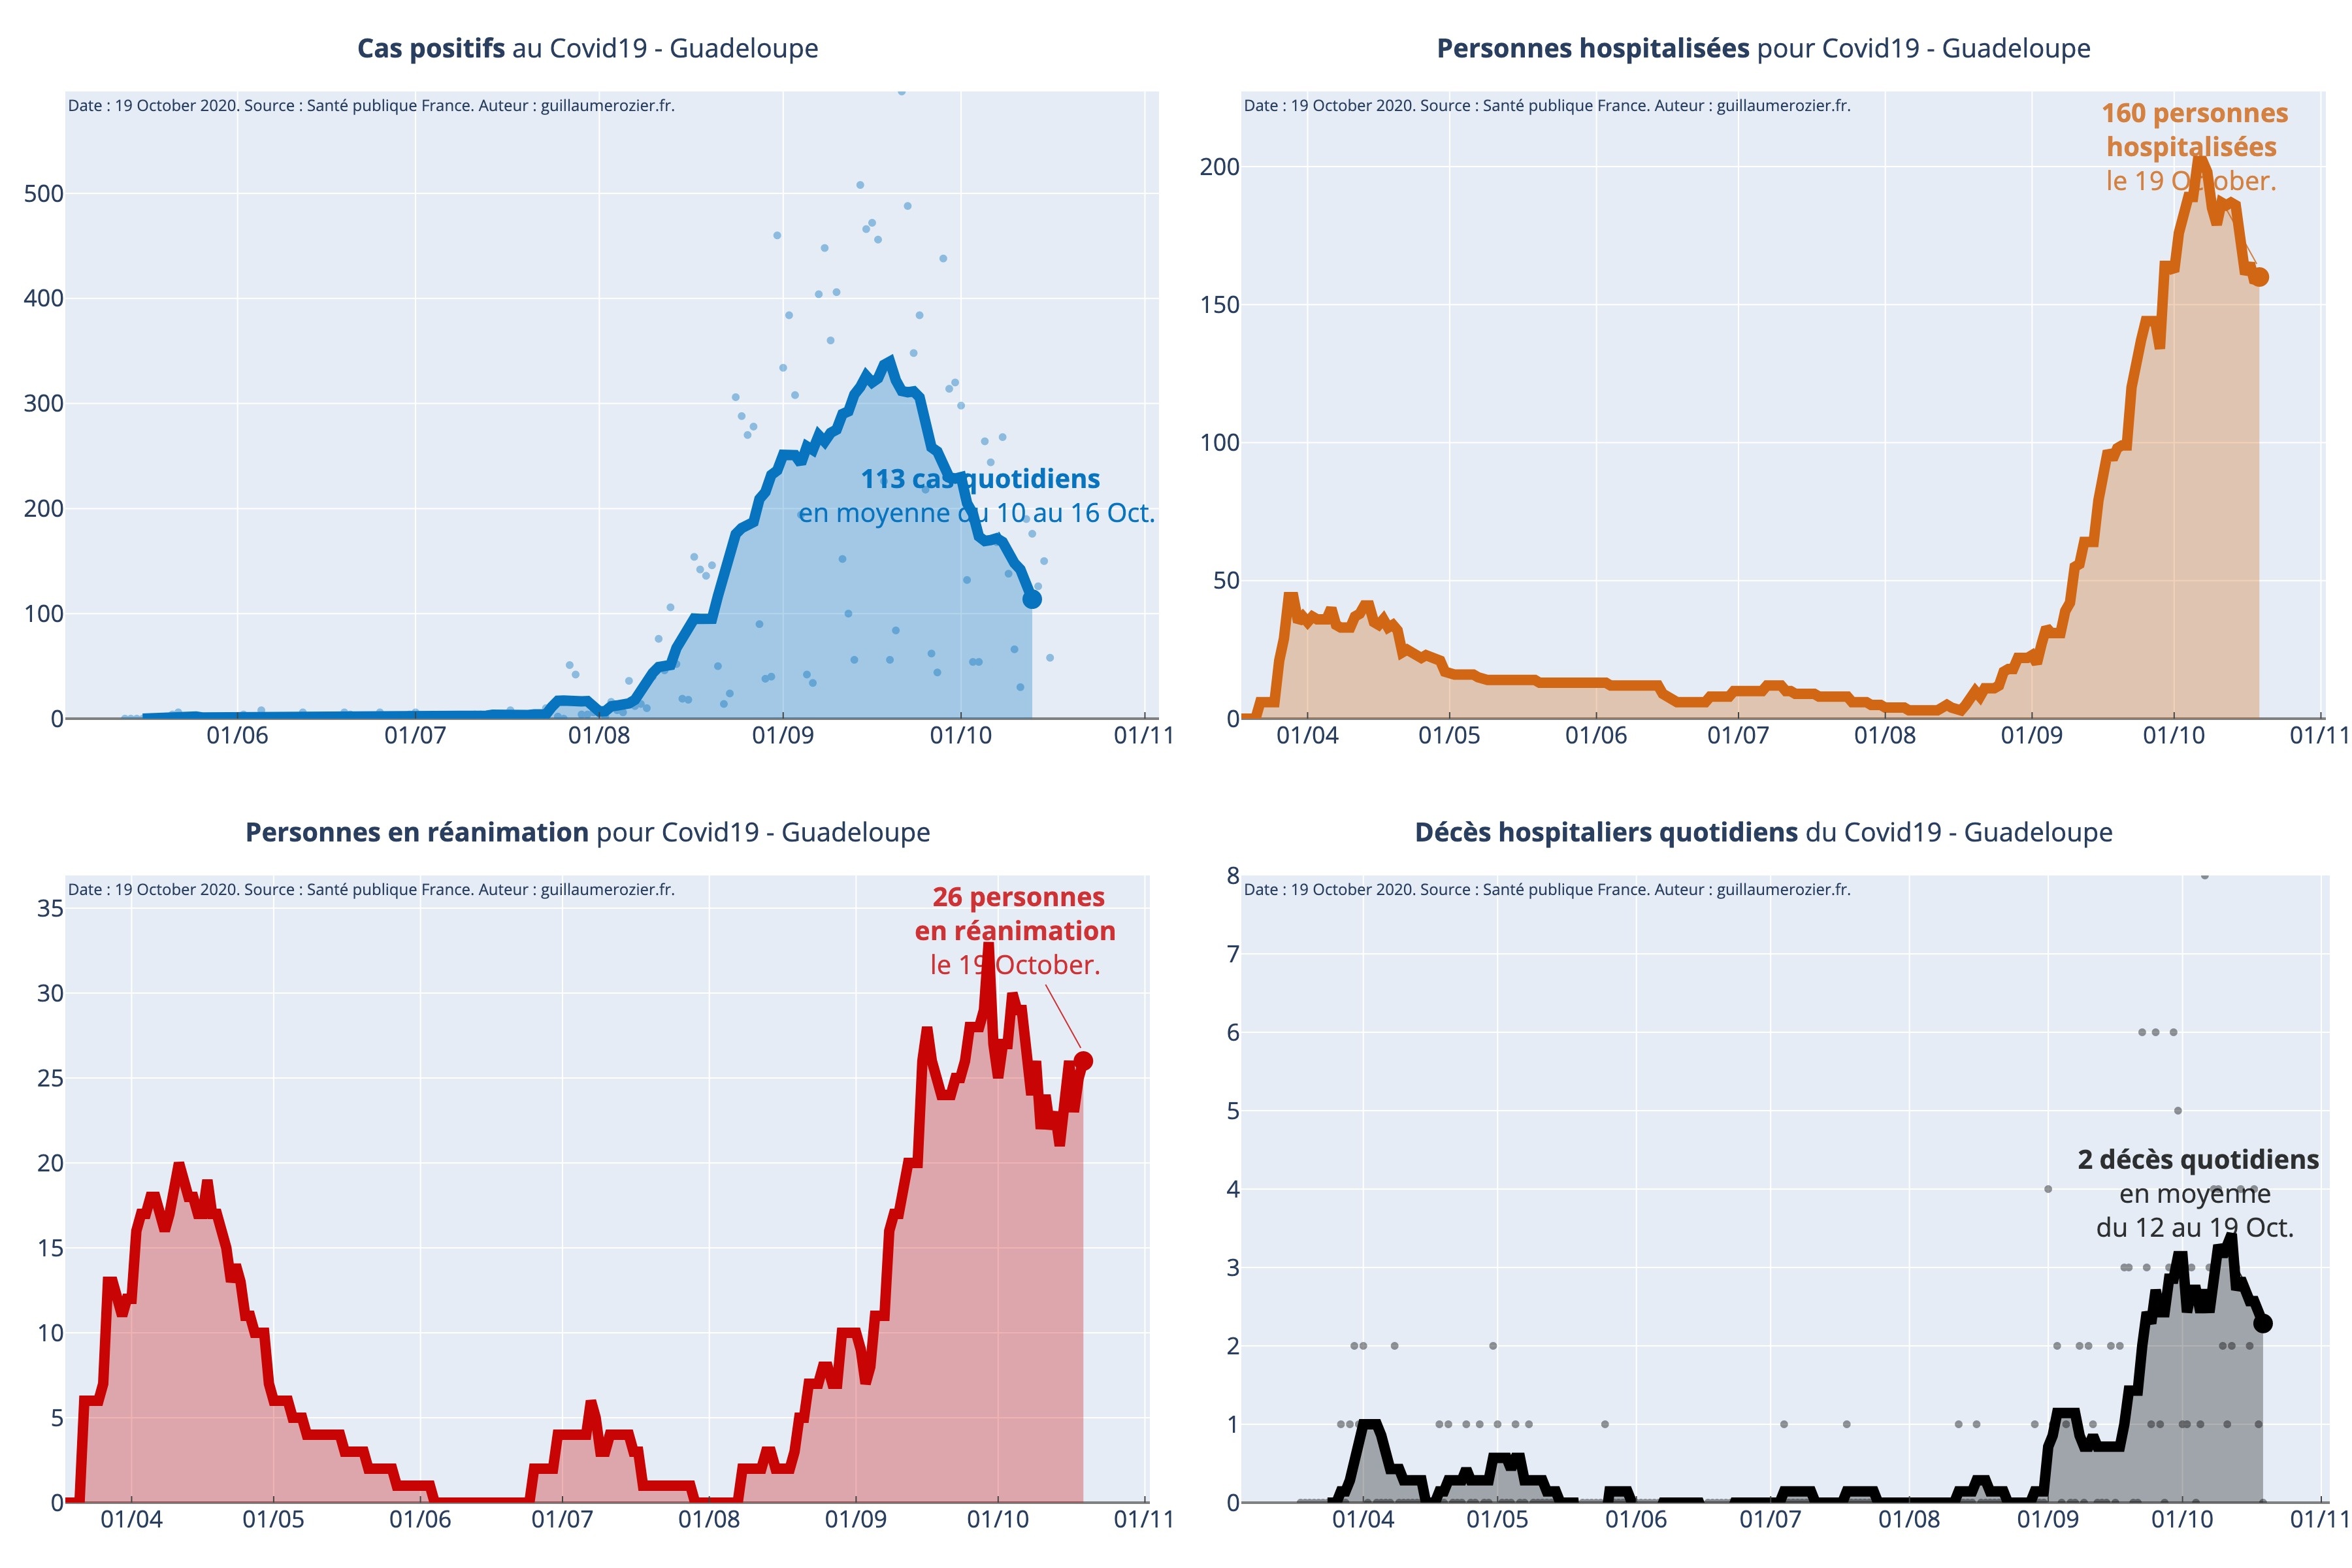 Cas positifs au Covid19 - Guadeloupe
Date : 19 October 2020. Source : Santé publique France. Auteur : guillaumerozier.fr.
500
400
300
200
100
0
113 cas quotidiens
en moyenne du 10 au 16 Oct.
01/06 01/07 01/08 01/09 01/10 01/11
Personnes hospitalisées pour Covid19 - Guadeloupe
Date : 19 October 2020. Source : Santé publique France. Auteur : guillaumerozier.fr.
160 personnes
hospitalisées
le 19 October.
200
150
100
50
0
01/04 01/05 01/06 01/07 01/08 01/09 01/10 01/11
Personnes en réanimation pour Covid19 - Guadeloupe
Date : 19 October 2020. Source : Santé publique France. Auteur : guillaumerozier.fr.
26 personnes
en réanimation
le 19 October.
35
30
25
20
15
10
5
0
01/04 01/05 01/06 01/07 01/08 01/09 01/10 01/11
Décès hospitaliers quotidiens du Covid19 - Guadeloupe
Date : 19 October 2020. Source : Santé publique France. Auteur : guillaumerozier.fr.
8
7
6
5
4
3
2
1
0
2 décès quotidiens
en moyenne
du 12 au 19 Oct.
01/04 01/05 01/06 01/07 01/08 01/09 01/10 01/11